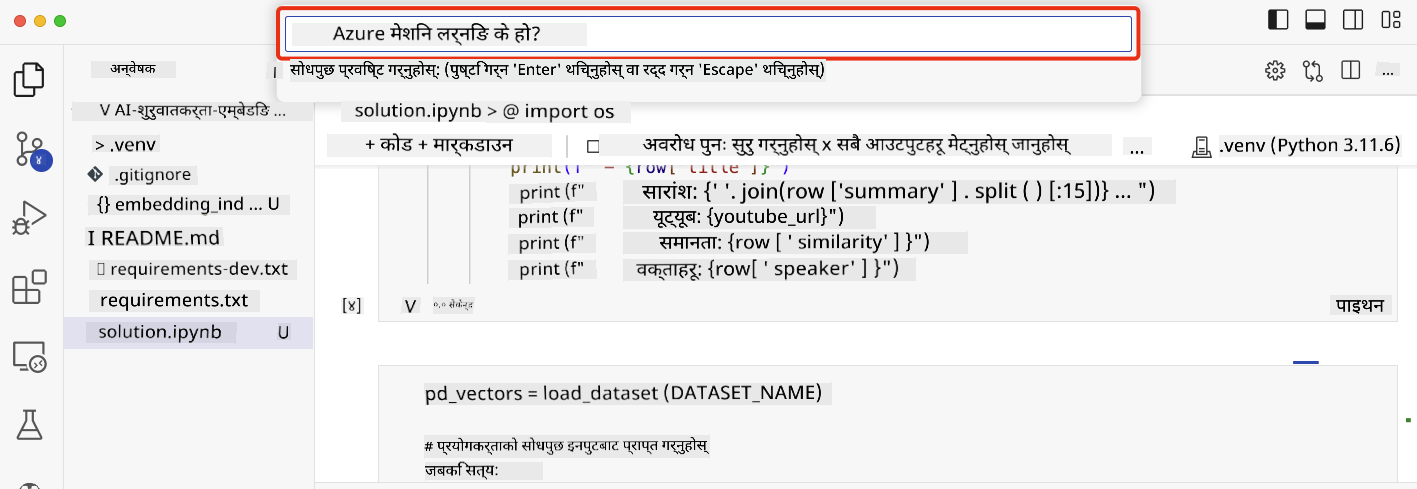 Azure मेशिन लर्निङ के हो?
सोधपुछ प्रविष्टि गर्नुहोस्: (पुष्टि गर्न 'Enter' थिच्नुहोस् वा रद्द गर्न 'Escape' थिच्नुहोस्)
अन्वेषक
...
V AI-शुरुवातकर्ता-एम्बेडिङ ...
> .venv
.gitignore
{} embedding_ind ... U
I README.md
requirements-dev.txt
requirements.txt
solution.ipynb U
solution.ipynb > @ import os
+ कोड + मार्कडाउन
अवरोध पुनः सुरु गर्नुहोस् x सबै आउटपुटहरू मेट्नुहोस् जानुहोस्
...
.venv (Python 3.11.6)
print(f" - {row['title']}")
print (f" सारांश: {' '. join(row ['summary' ] . split ( ) [:15])} ... ")
print (f" यूट्यूब: {youtube_url}")
print (f" समानता: {row [ ' similarity' ] }")
print (f" वक्ताहरू: {row[ ' speaker' ] }")
[४] V ०.० सेकेन्ड
पाइथन
pd_vectors = load_dataset (DATASET_NAME)
# प्रयोगकर्ताको सोधपुछ इनपुटबाट प्राप्त गर्नुहोस्
जबकि सत्य: